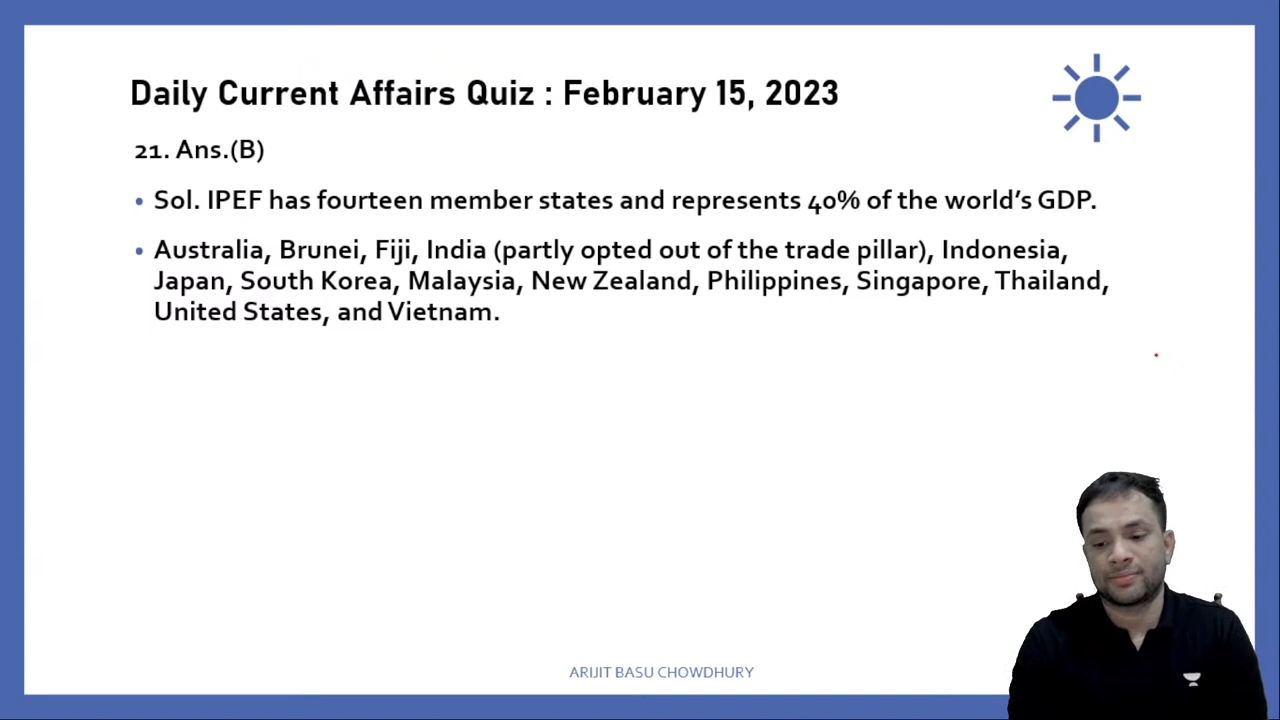 Daily Current Affairs Quiz : February 15, 2023
21. Ans.(B)
• Sol. IPEF has fourteen member states and represents 40% of the world’s GDP.
• Australia, Brunei, Fiji, India (partly opted out of the trade pillar), Indonesia,
Japan, South Korea, Malaysia, New Zealand, Philippines, Singapore, Thailand,
United States, and Vietnam.
ARIJIT BASU CHOWDHURY